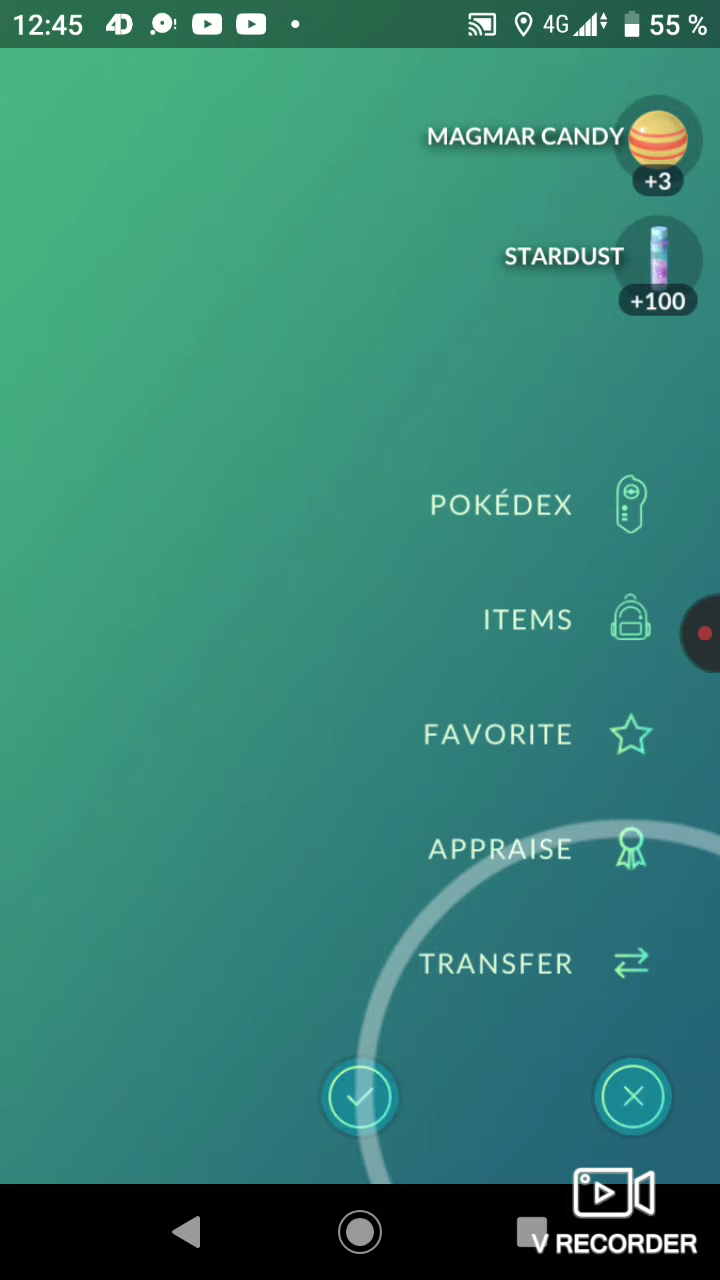 12:45 4G 55 %
MAGMAR CANDY
+3
STARDUST
+100
POKÉDEX
ITEMS
FAVORITE
APPRAISE
TRANSFER
V RECORDER